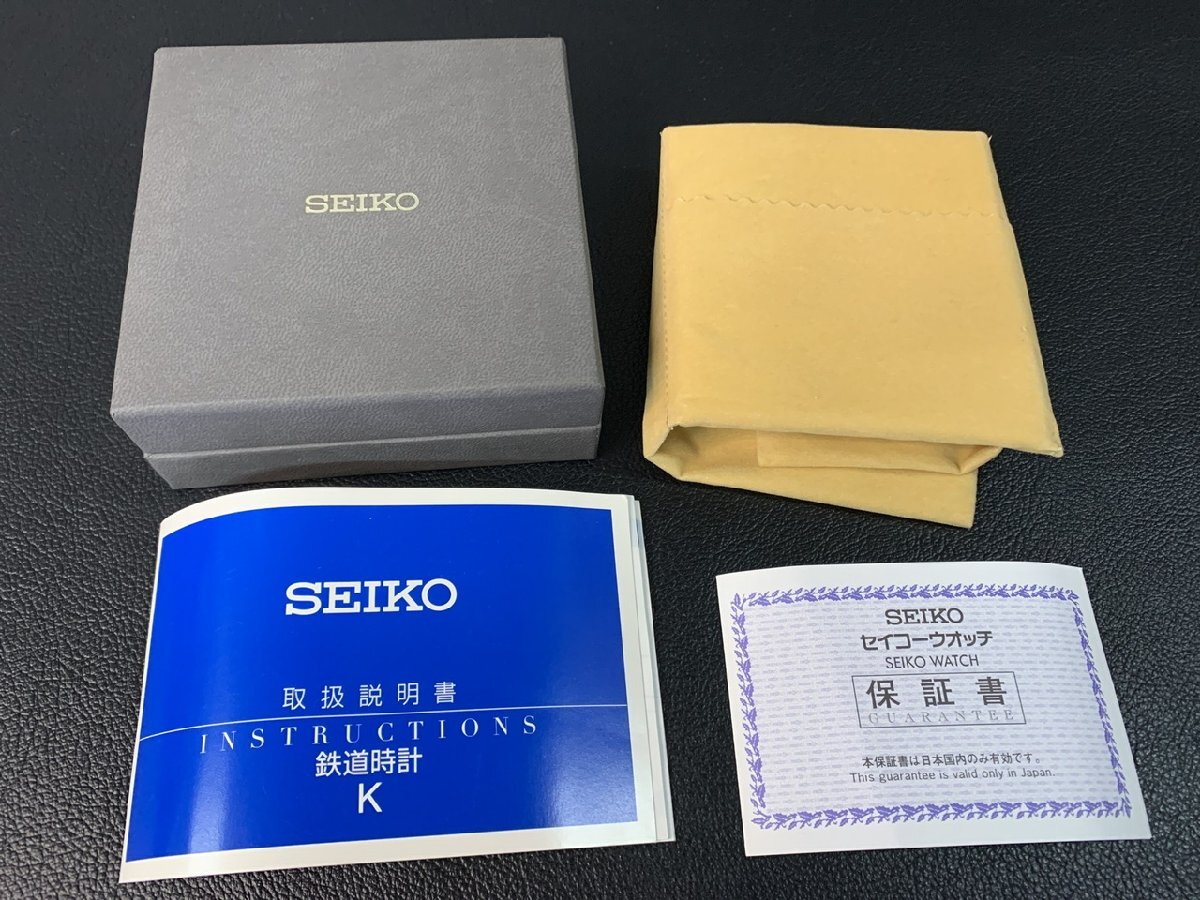 SEIKO
SEIKO
取扱説明書
INSTRUCTIONS
鉄道時計
K
SEIKO
セイコーウオッチ
SEIKO WATCH
保証書
GUARANTEE
本保証書は日本国内のみ有効です。
This guarantee is valid only in Japan.